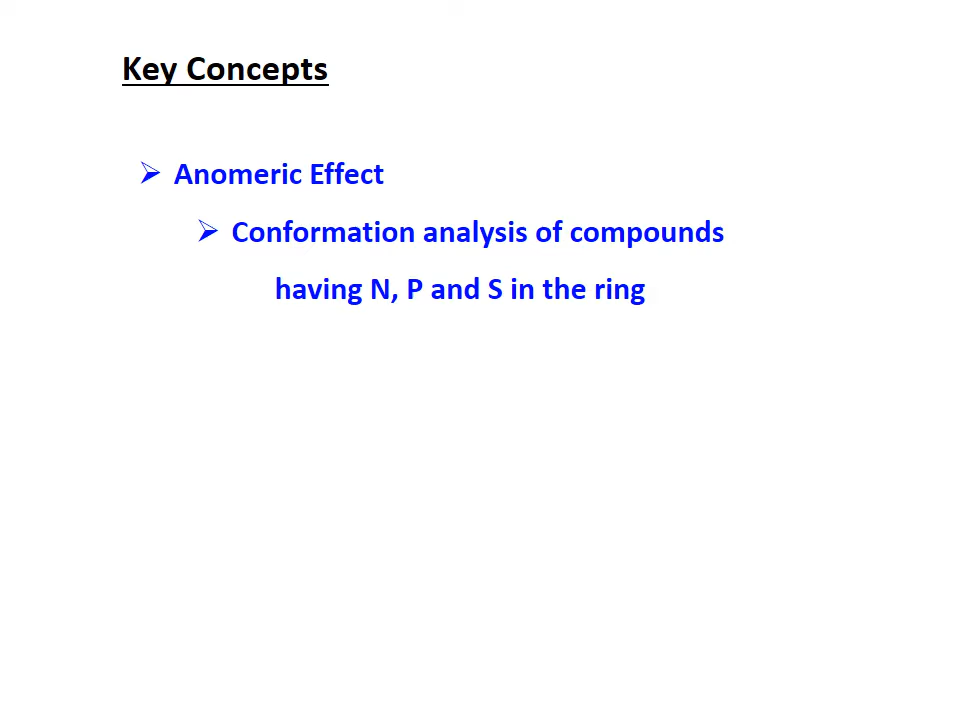 Key Concepts
➢ Anomeric Effect
➢ Conformation analysis of compounds
having N, P and S in the ring